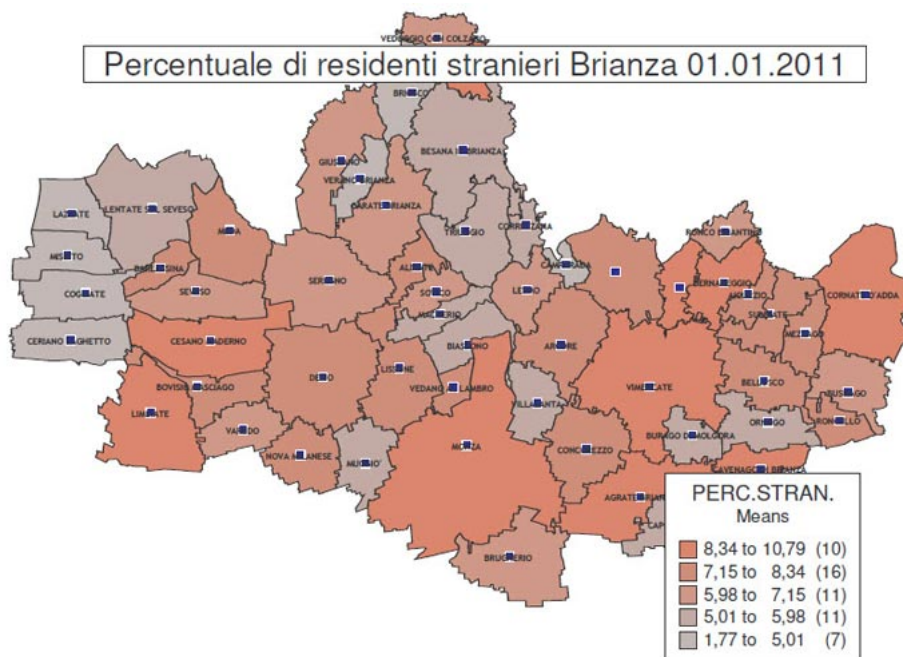 VEDUGGIO CON COLZANO
Percentuale di residenti stranieri Brianza 01.01.2011
BRIOSCO
BESANA IN BRIANZA
GIUSSANO
VERANO BRIANZA
LAZZATE
LENTATE SUL SEVESO
CARATE BRIANZA
MEDA
TRIUGGIO
CORREZZANA
RONCO BRIANTINO
MISINTO
BARLASSINA
ALBIATE
CAMPARADA
BERNAREGGIO
COGLIATE
SEVESO
SEREGNO
SOVICO
LESMO
AICURZIO
CORNATE D'ADDA
MACHERIO
SULBIATE
CERIANO LAGHETTO
CESANO MADERNO
BIASSONO
ARCORE
MEZZAGO
LISSONE
DESIO
BELLUSCO
BOVISIO MASCIAGO
VEDANO AL LAMBRO
VIMERCATE
BUSNAGO
LIMBIATE
VILLASANTA
VAREDO
ORNAGO
RONCELLO
BURAGO DI MOLGORA
MONZA
CONCOREZZO
NOVA MILANESE
MUGGIO'
CAVENAGO DI BRIANZA
AGRATE BRIANZA
CAP
BRUGHERIO
PERC.STRAN.
Means
8,34 to 10,79 (10)
7,15 to 8,34 (16)
5,98 to 7,15 (11)
5,01 to 5,98 (11)
1,77 to 5,01 (7)